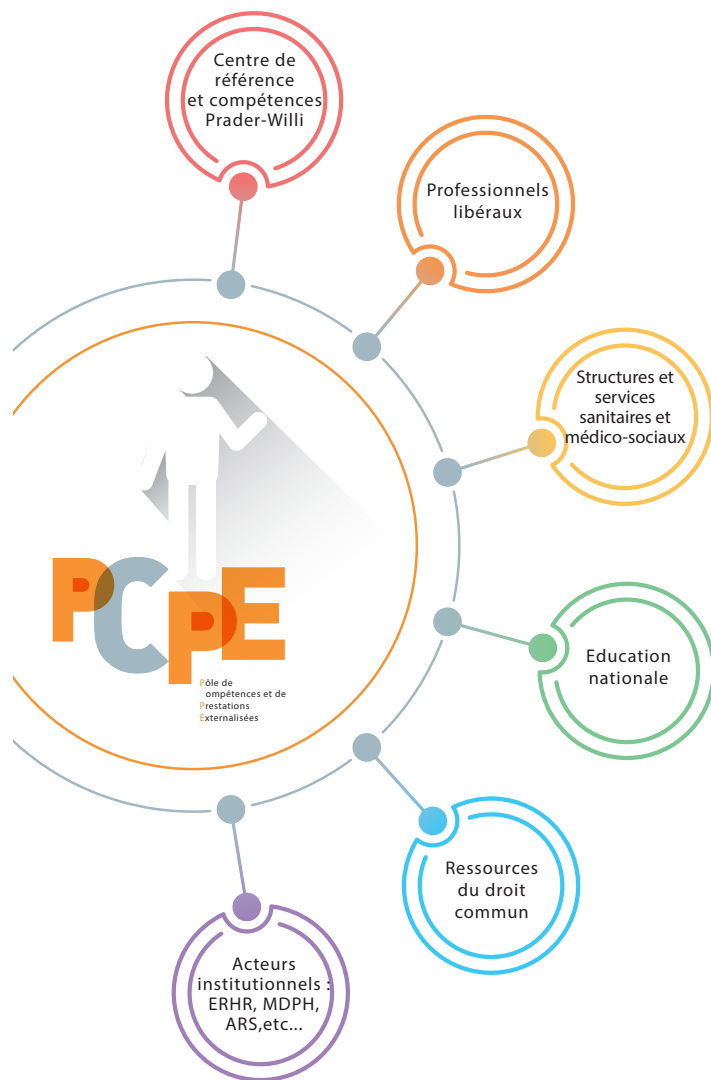 Centre de
référence
et compétences
Prader-Willi
Professionnels
libéraux
Structures et
services
sanitaires et
médico-sociaux
PCPE
Pôle de
ompétences et de
Prestations
Externalisées
Education
nationale
Ressources
du droit
commun
Acteurs
institutionnels :
ERHR, MDPH,
ARS,etc...